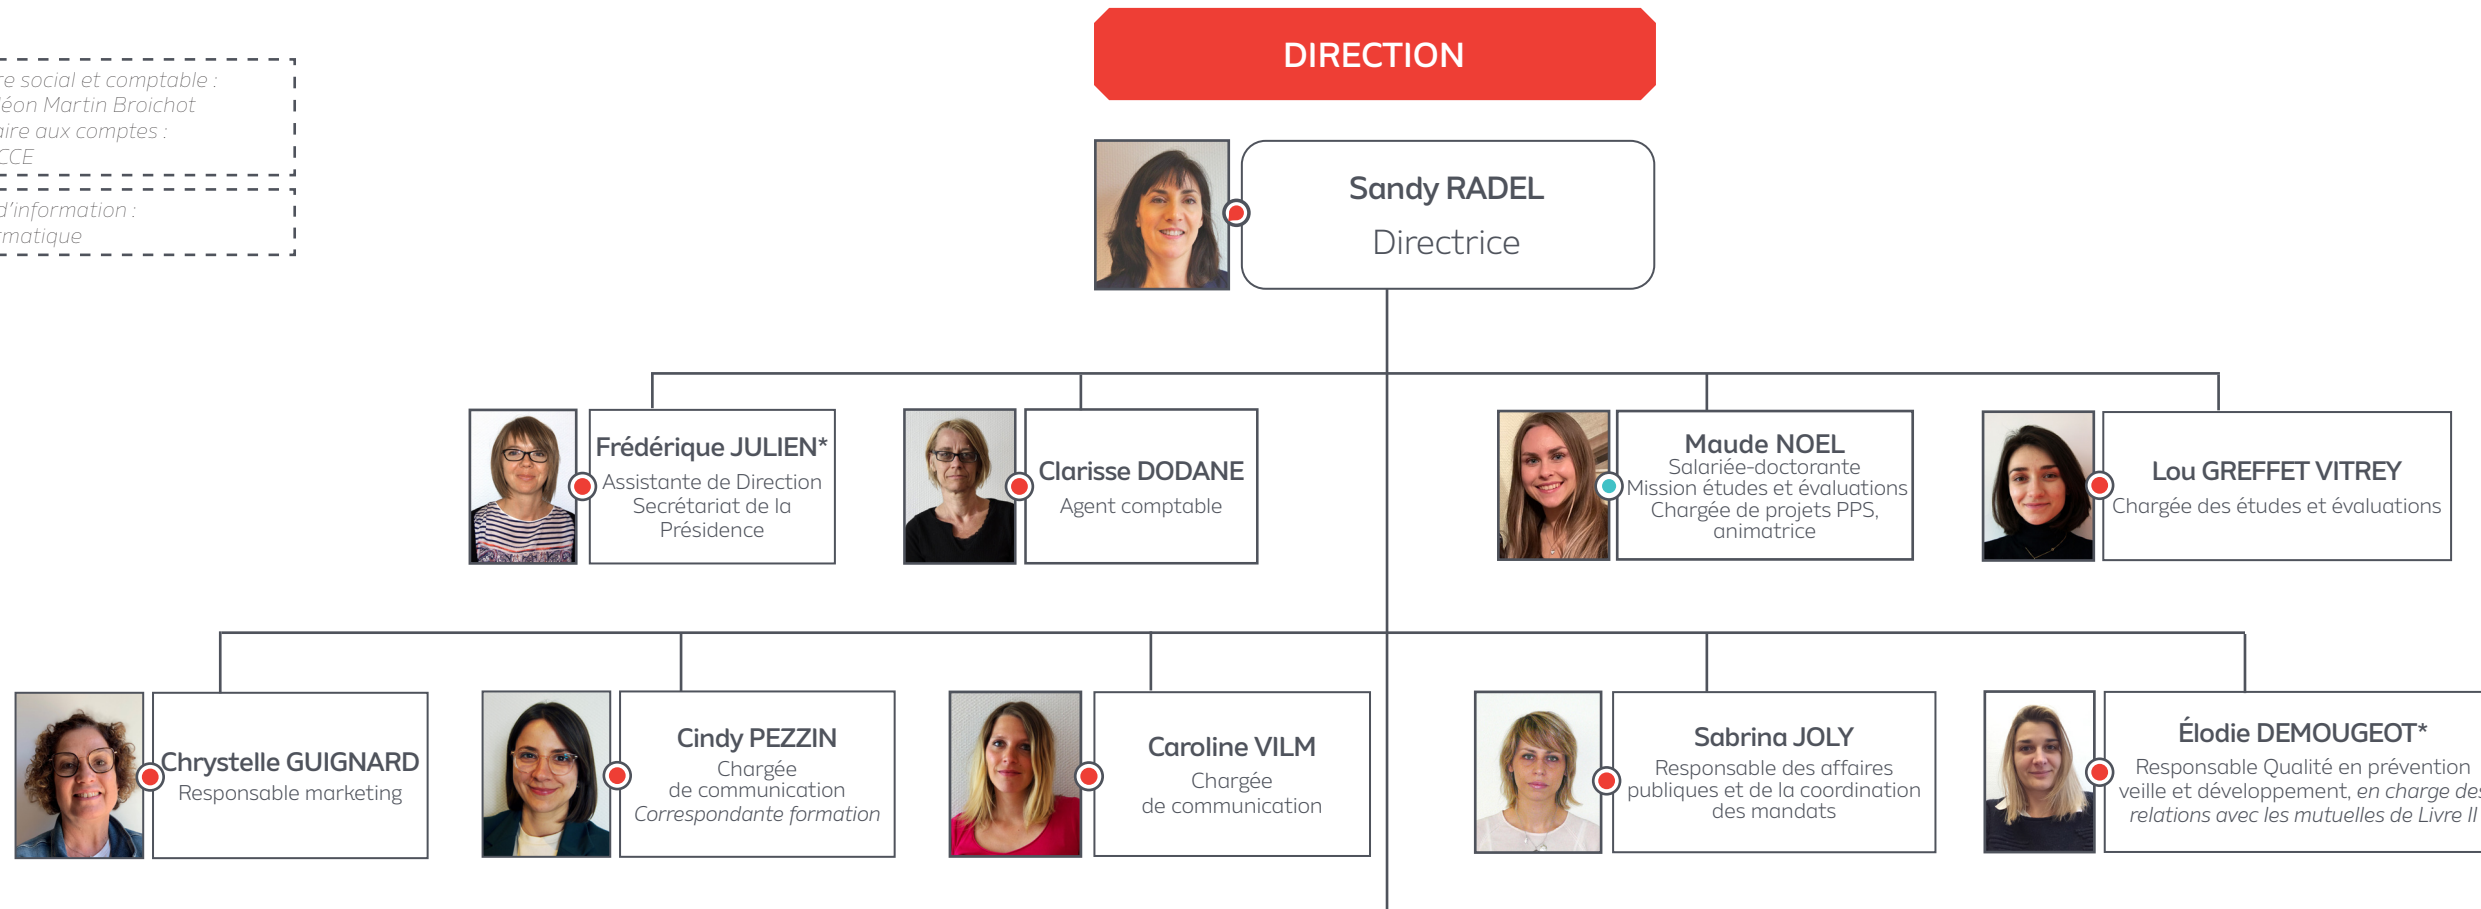 DIRECTION
social et comptable :
Martin Broichot
aux comptes :
CCE
d'information :
Sandy RADEL
Directrice
Frédérique JULIEN*
Assistante de Direction
Secrétariat de la
Présidence
Clarisse DODANE
Agent comptable
Maude NOEL
Salariée-doctorante
Mission études et évaluations
Chargée de projets PPS,
animatrice
Lou GREFFET VITREY
Chargée des études et évaluations
Chrystelle GUIGNARD
Responsable marketing
Cindy PEZZIN
Chargée
de communication
Correspondante formation
Caroline VILM
Chargée
de communication
Sabrina JOLY
Responsable des affaires
publiques et de la coordination
des mandats
Élodie DEMOUGEOT*
Responsable Qualité en prévention
veille et développement, en charge des
relations avec les mutuelles de Livre II